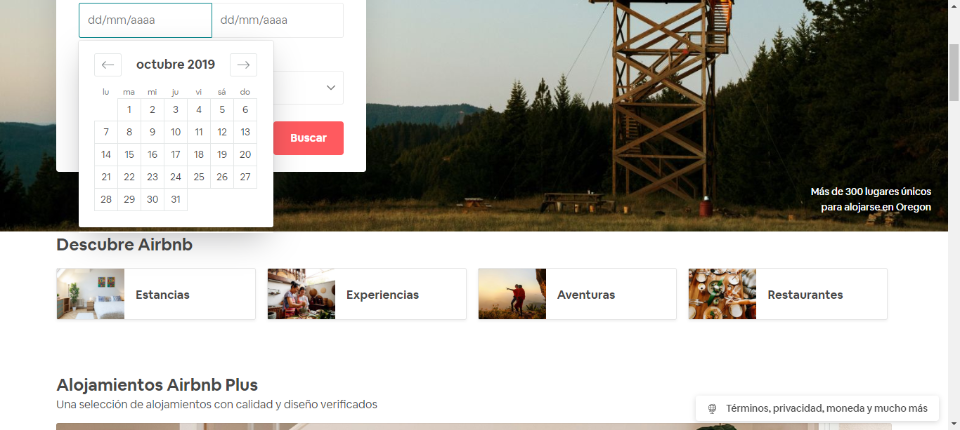 dd/mm/aaaa dd/mm/aaaa
octubre 2019
lu ma mi ju vi sá do
1 2 3 4 5 6
7 8 9 10 11 12 13
14 15 16 17 18 19 20
21 22 23 24 25 26 27
28 29 30 31
Buscar
Más de 300 lugares únicos
para alojarse en Oregon
Descubre Airbnb
Estancias
Experiencias
Aventuras
Restaurantes
Alojamientos Airbnb Plus
Una selección de alojamientos con calidad y diseño verificados
Términos, privacidad, moneda y mucho más